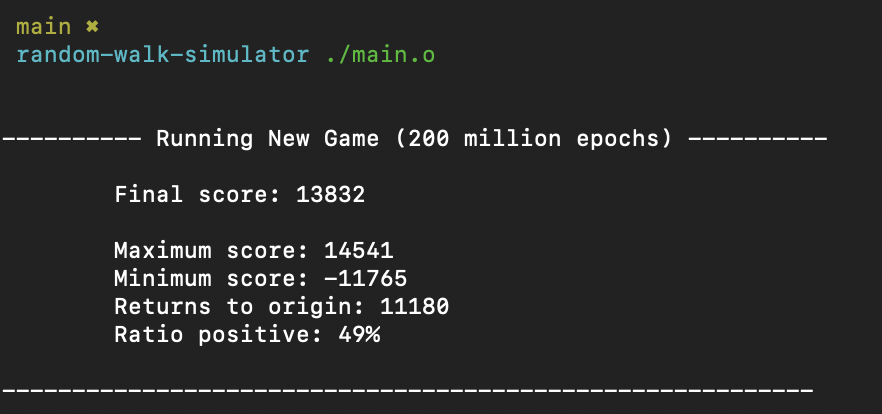 main ✖
random-walk-simulator ./main.o
---------- Running New Game (200 million epochs) ----------
Final score: 13832
Maximum score: 14541
Minimum score: -11765
Returns to origin: 11180
Ratio positive: 49%
----------------------------------------------------------